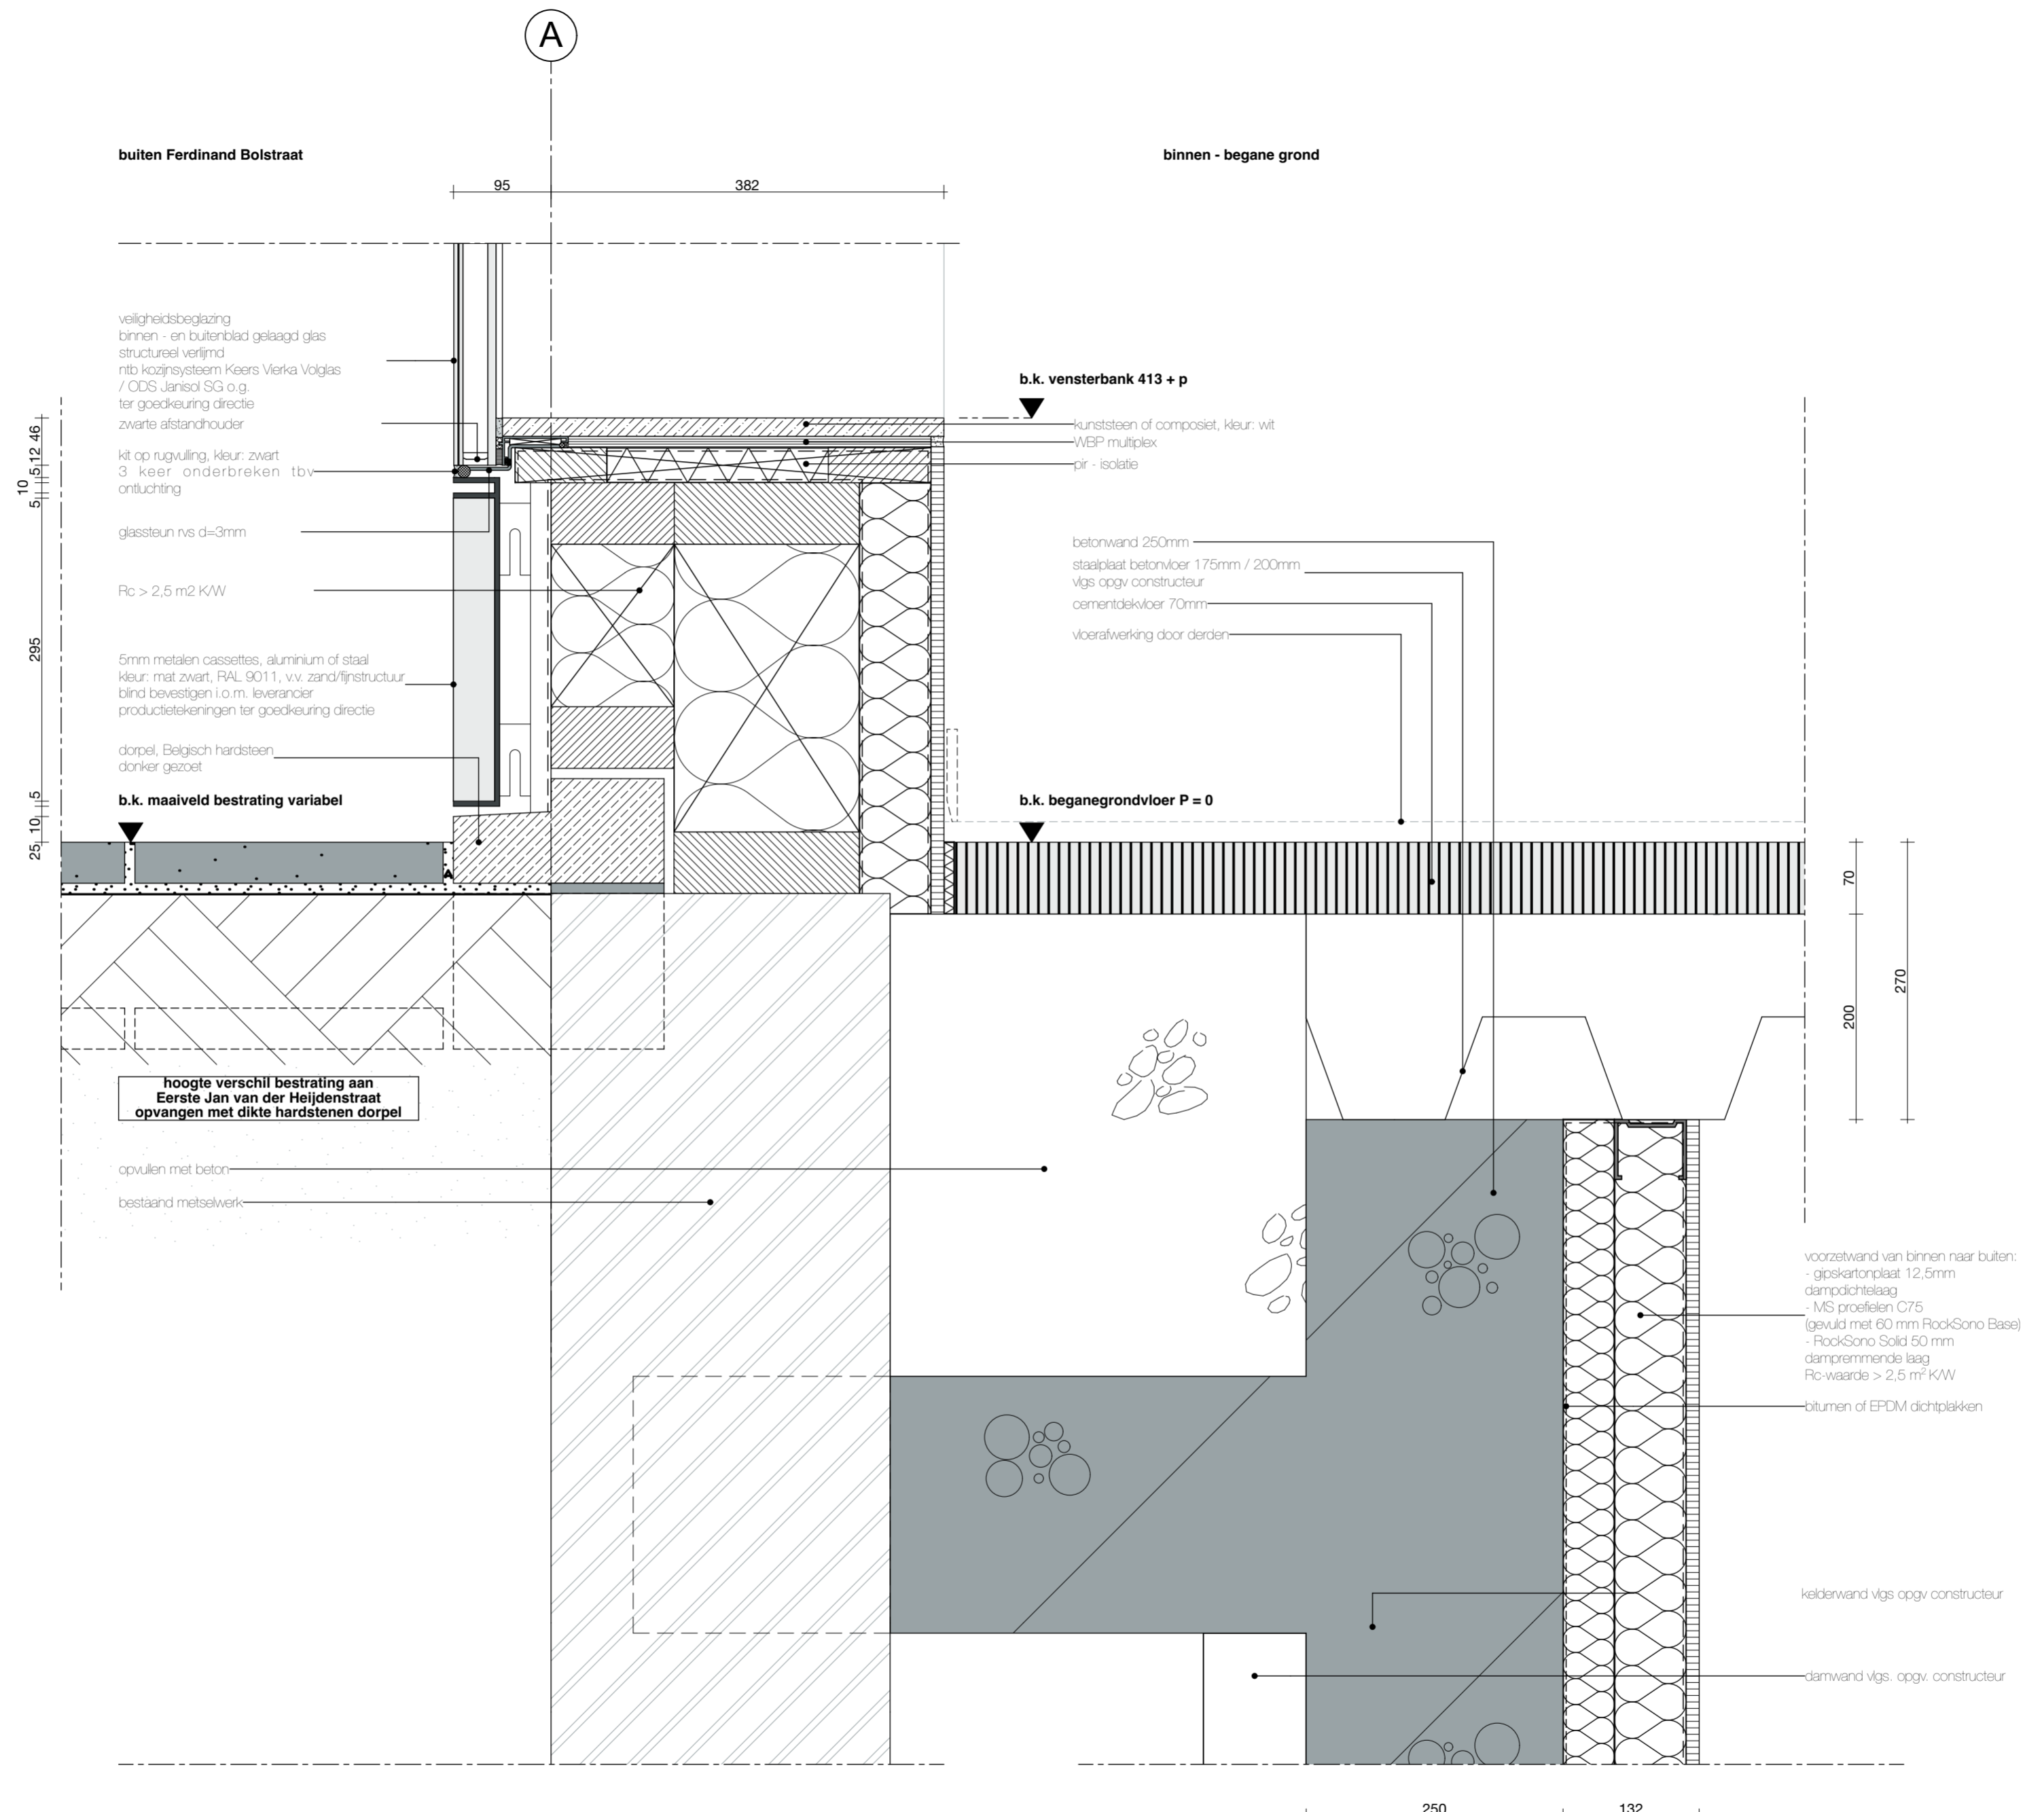 A
buiten Ferdinand Bolstraat
binnen - begane grond
95
382
veiligheidsbeglazing
binnen - en buitenblad gelaagd glas
structureel verlijmd
ntb kozijnsysteem Keers Vierka Volglas
/ ODS Janisol SG o.g.
ter goedkeuring directie
zwarte afstandhouder
kit op rugvulling, kleur: zwart
3 keer onderbreken tbv
ontluchting
glassteun rvs d=3mm
Rc > 2,5 m2 K/W
5mm metalen cassettes, aluminium of staal
kleur: mat zwart, RAL 9011, v.v. zand/fijnstructuur
blind bevestigen i.o.m. leverancier
productietekeningen ter goedkeuring directie
dorpel, Belgisch hardsteen
donker gezoet
b.k. maaiveld bestrating variabel
46
12
5
10
5
295
5
10
25
b.k. vensterbank 413 + p
kunststeen of composiet, kleur: wit
WBP multiplex
pir - isolatie
betonwand 250mm
staalplaat betonvloer 175mm / 200mm
vlgs opgv constructeur
cementdekvloer 70mm
vloerafwerking door derden
b.k. beganegrondvloer P = 0
70
200
270
hoogte verschil bestrating aan
Eerste Jan van der Heijdenstraat
opvangen met dikte hardstenen dorpel
opvullen met beton
bestaand metselwerk
voorzetwand van binnen naar buiten:
- gipskartonplaat 12,5mm
dampdichtelaag
- MS proefielen C75
(gevuld met 60 mm RockSono Base)
- RockSono Solid 50 mm
dampremmende laag
Rc-waarde > 2,5 m² K/W
bitumen of EPDM dichtplakken
kelderwand vlgs opgv constructeur
damwand vlgs. opgv. constructeur
250
132